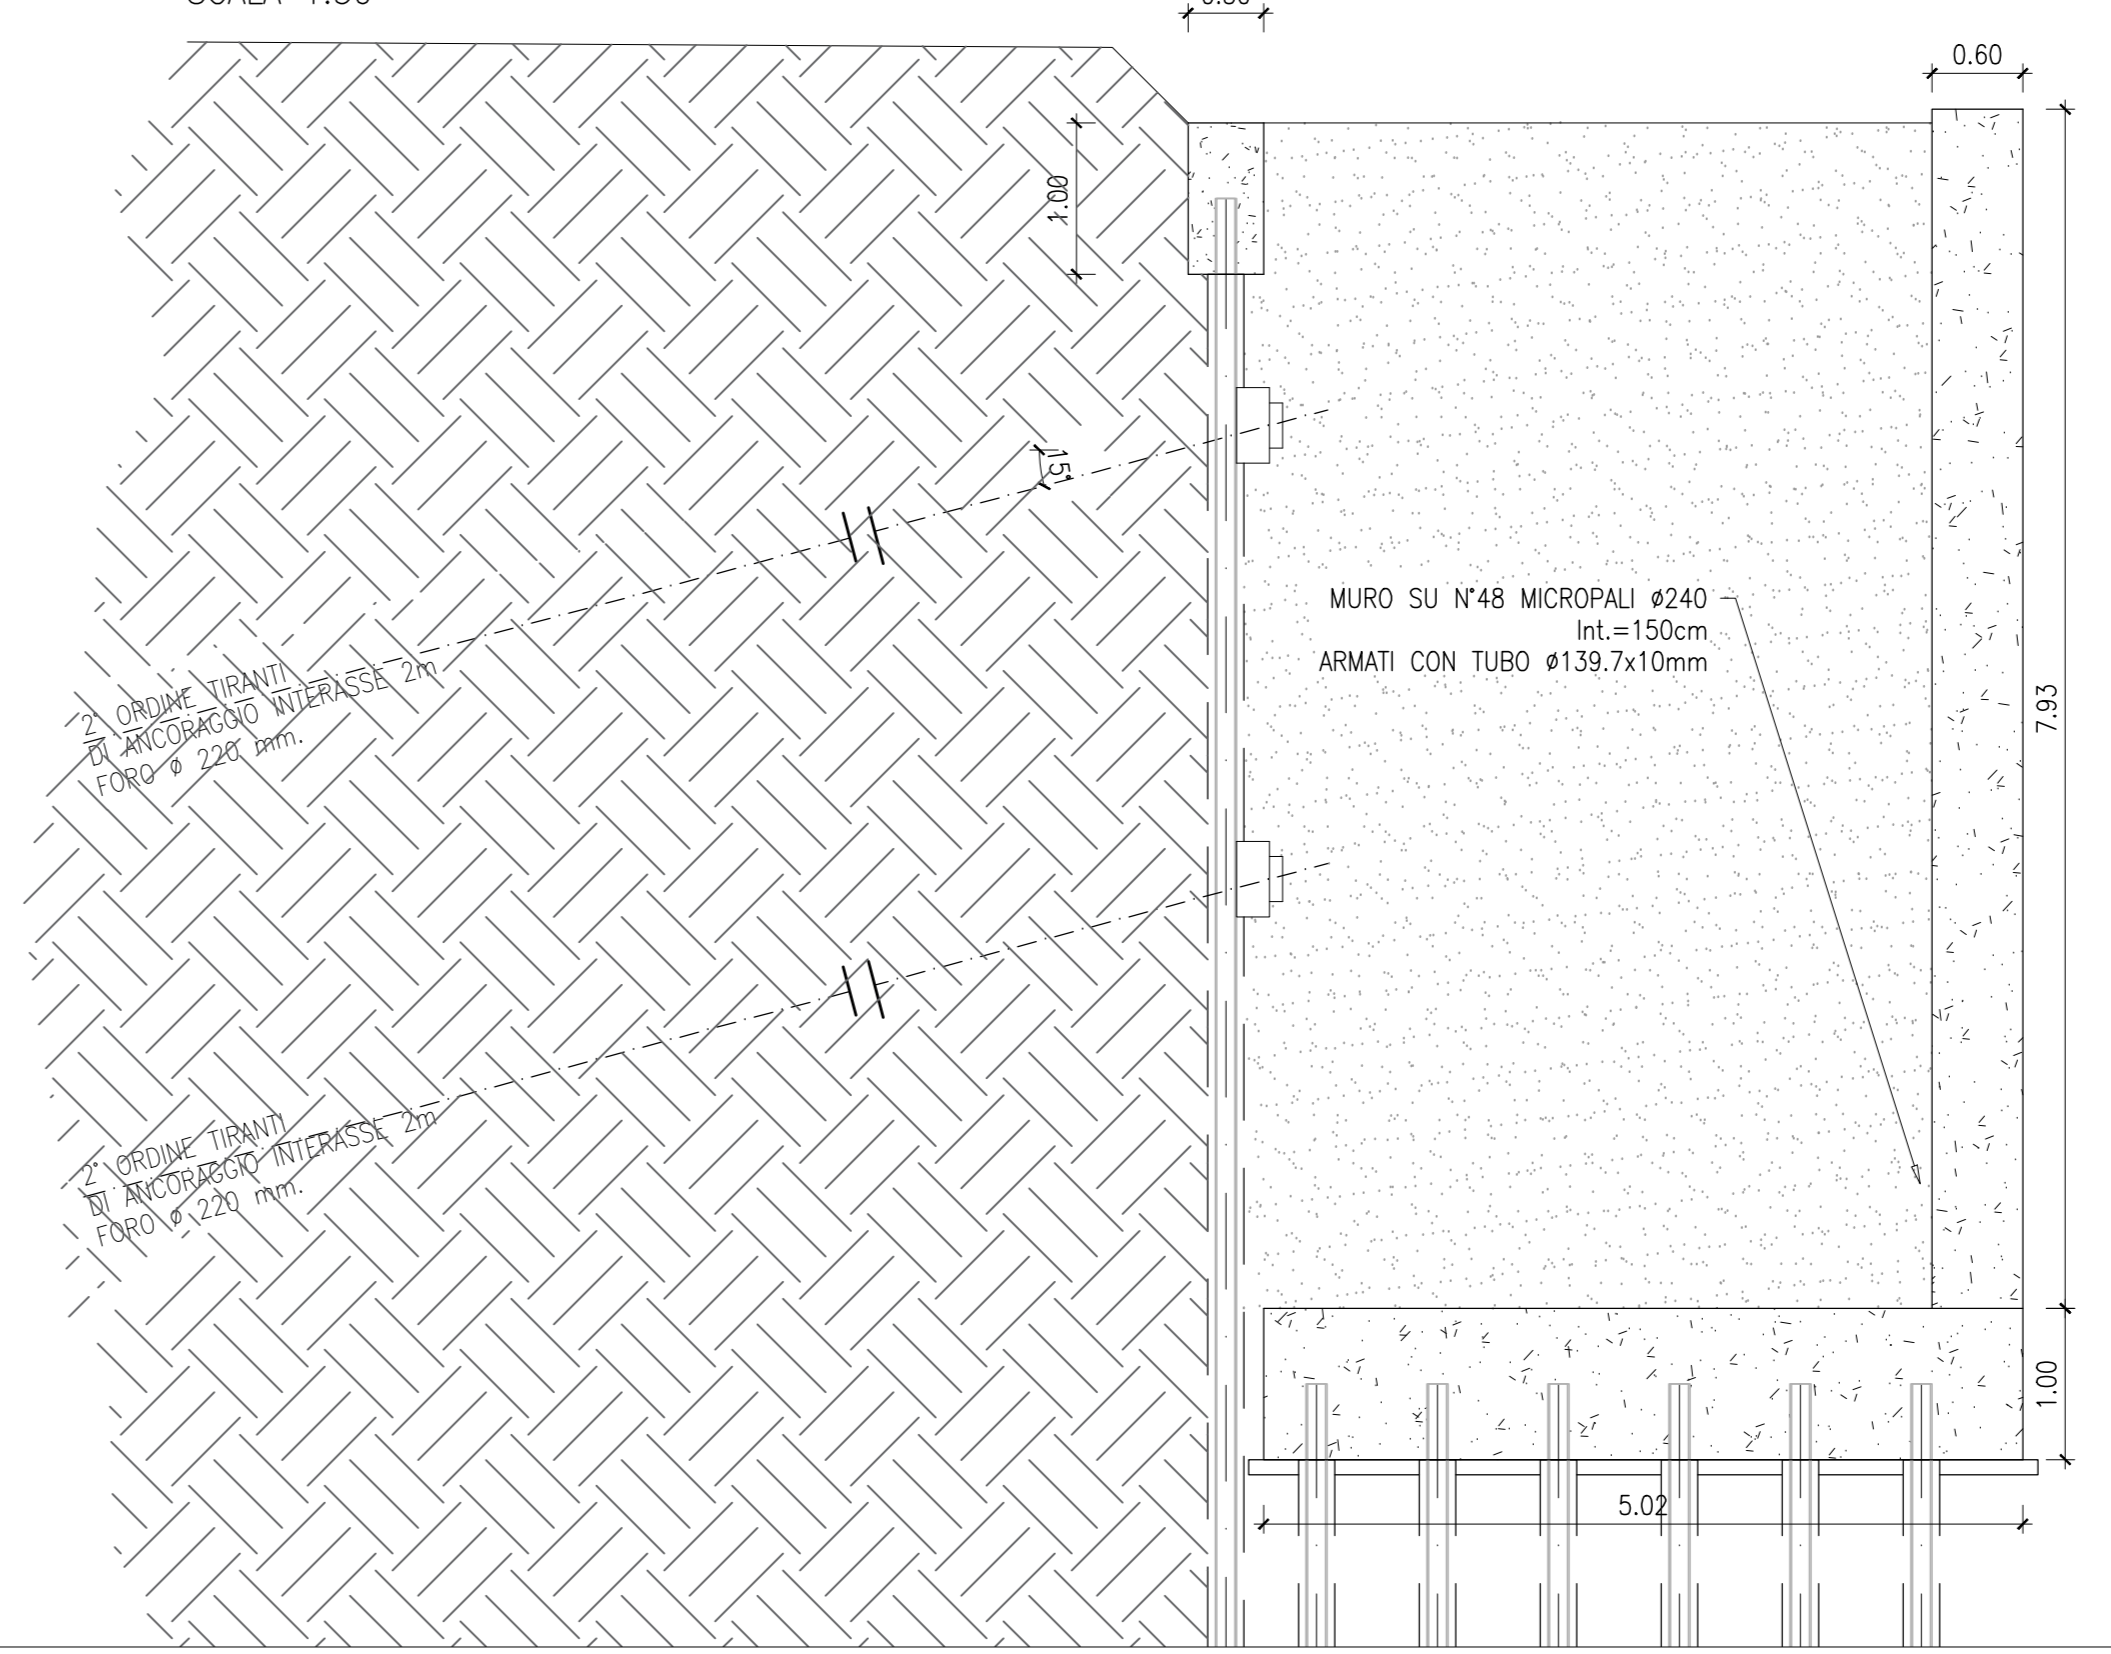 0.60
1.00
15°
MURO SU N°48 MICROPALI ø240
Int.=150cm
ARMATI CON TUBO ø139.7x10mm
2° ORDINE TIRANTI
DI ANCORAGGIO INTERASSE 2m
FORO ø 220 mm.
7.93
2° ORDINE TIRANTI
DI ANCORAGGIO INTERASSE 2m
FORO ø 220 mm.
1.00
5.02